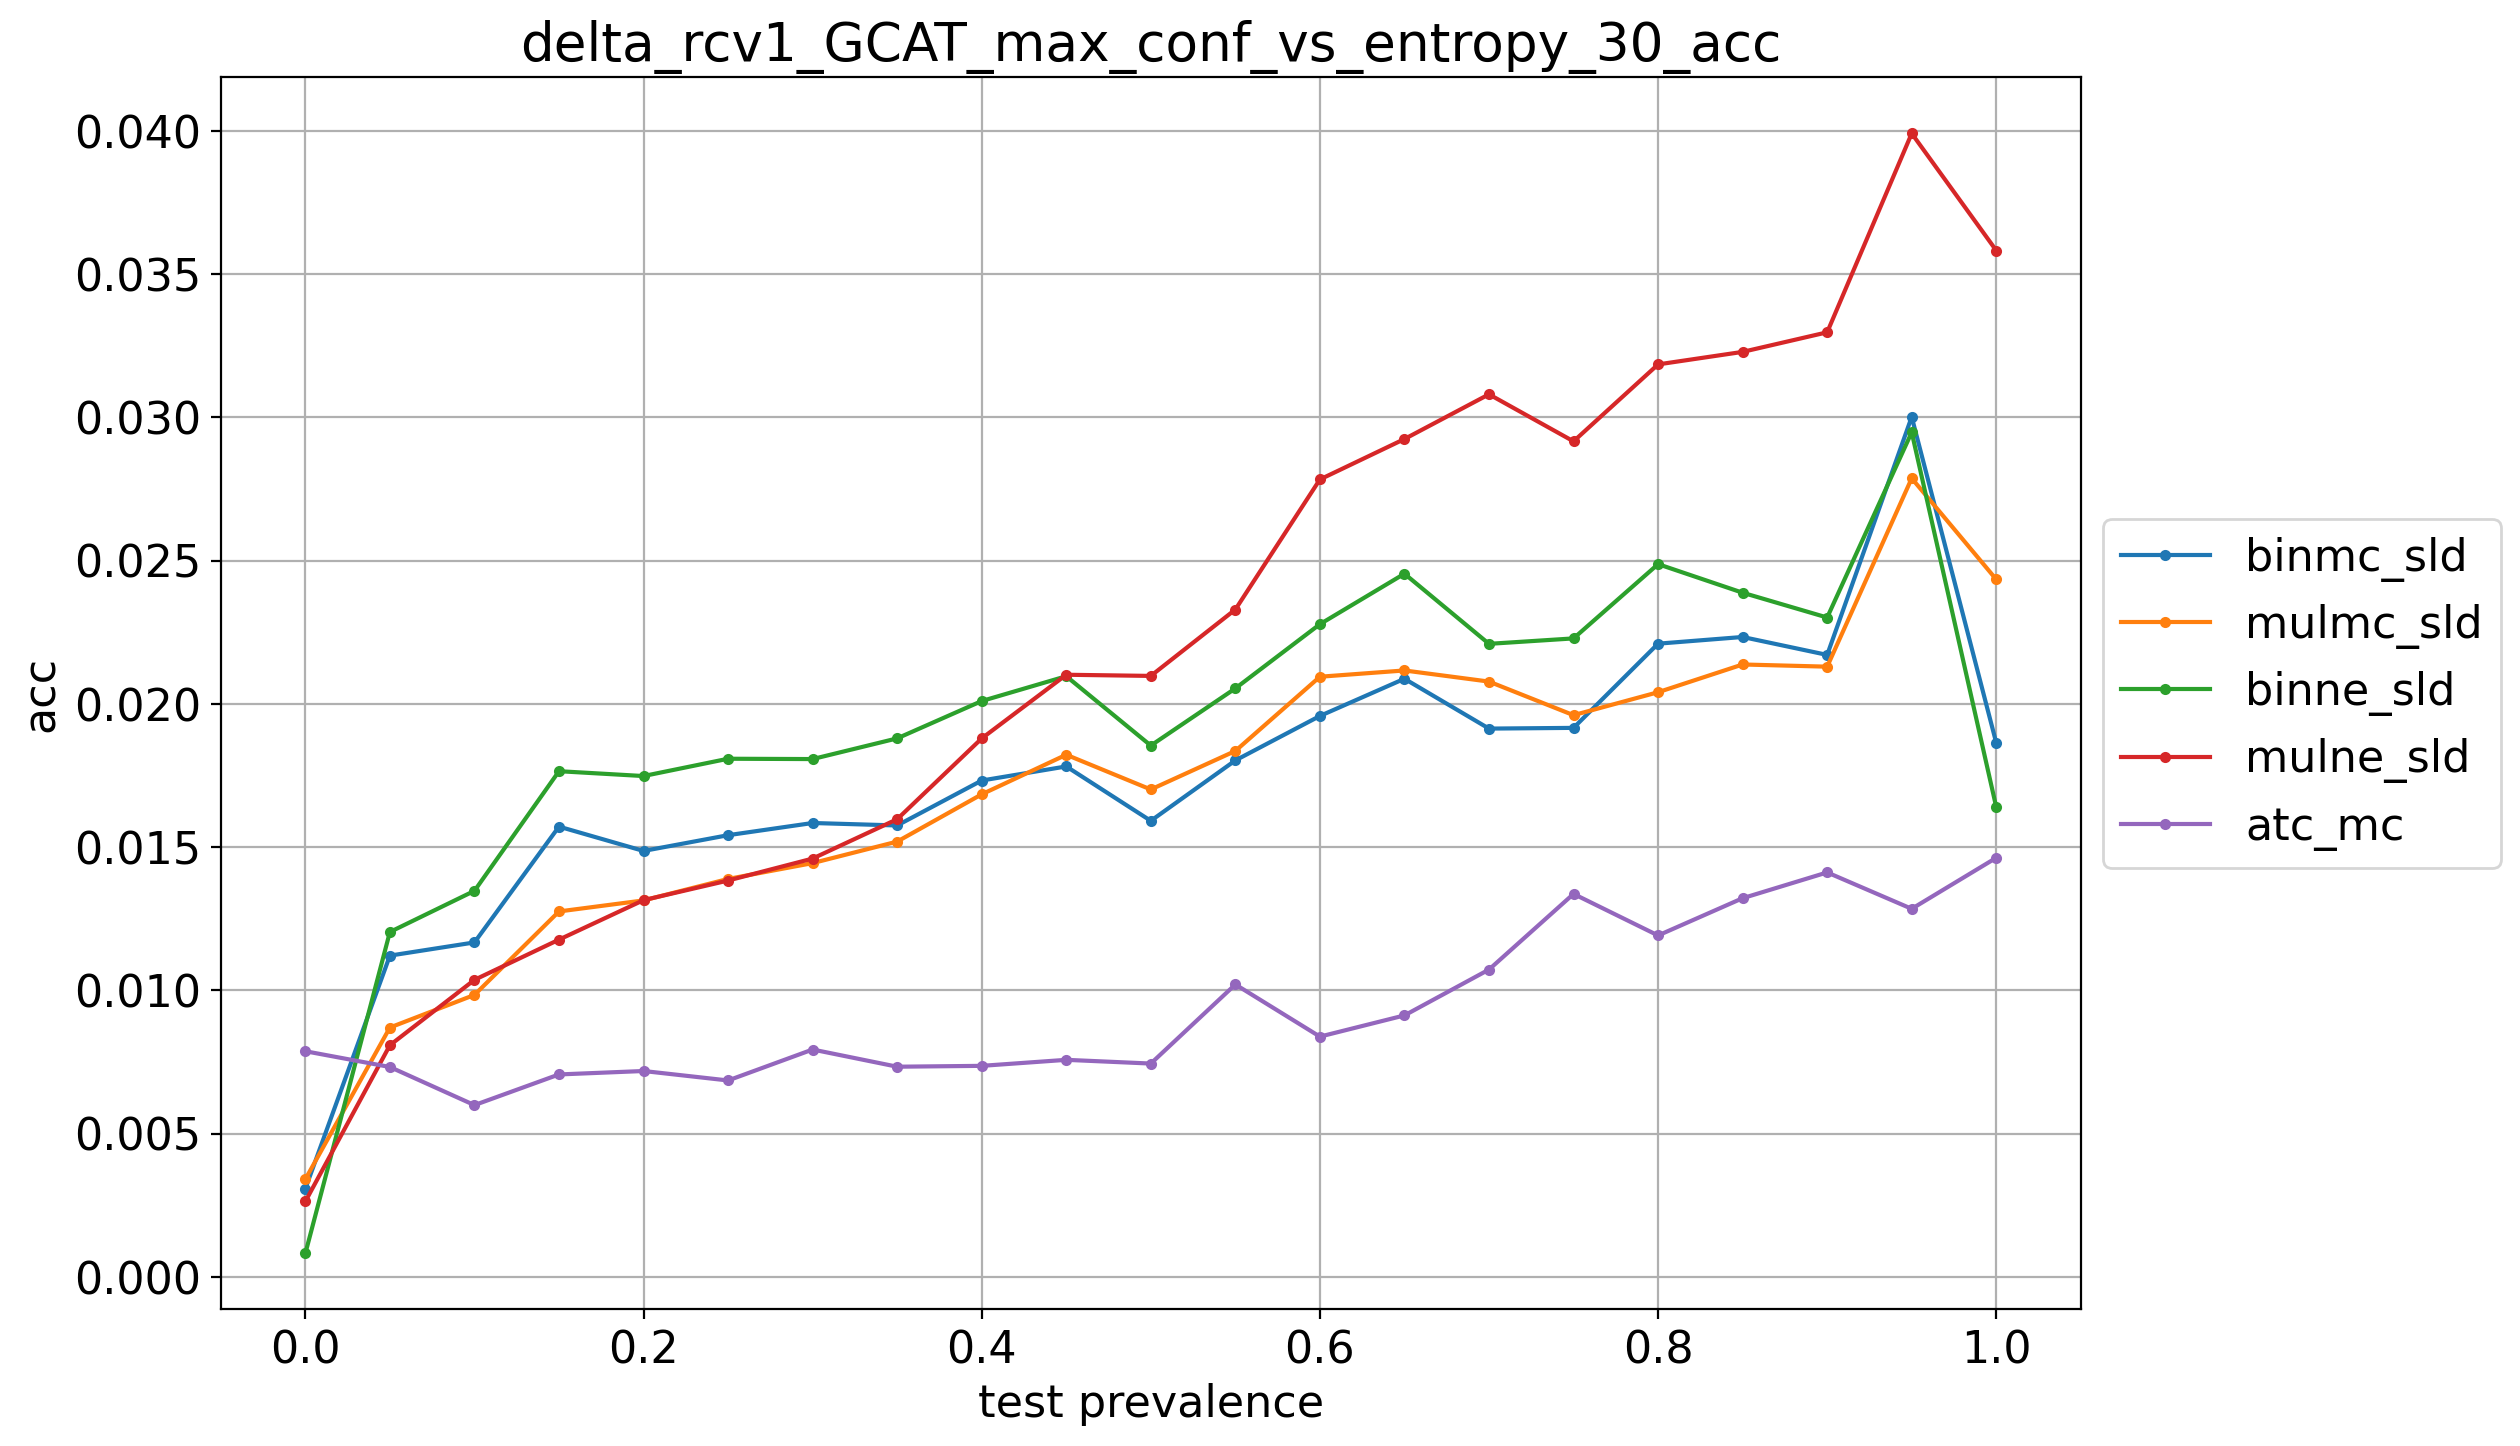 delta_rcv1_GCAT_max_conf_vs_entropy_30_acc
0.040
0.035
0.030
0.025
0.020
0.015
0.010
0.005
0.000
acc
0.0 0.2 0.4 0.6 0.8 1.0
test prevalence
binmc_sld
mulmc_sld
binne_sld
mulne_sld
atc_mc